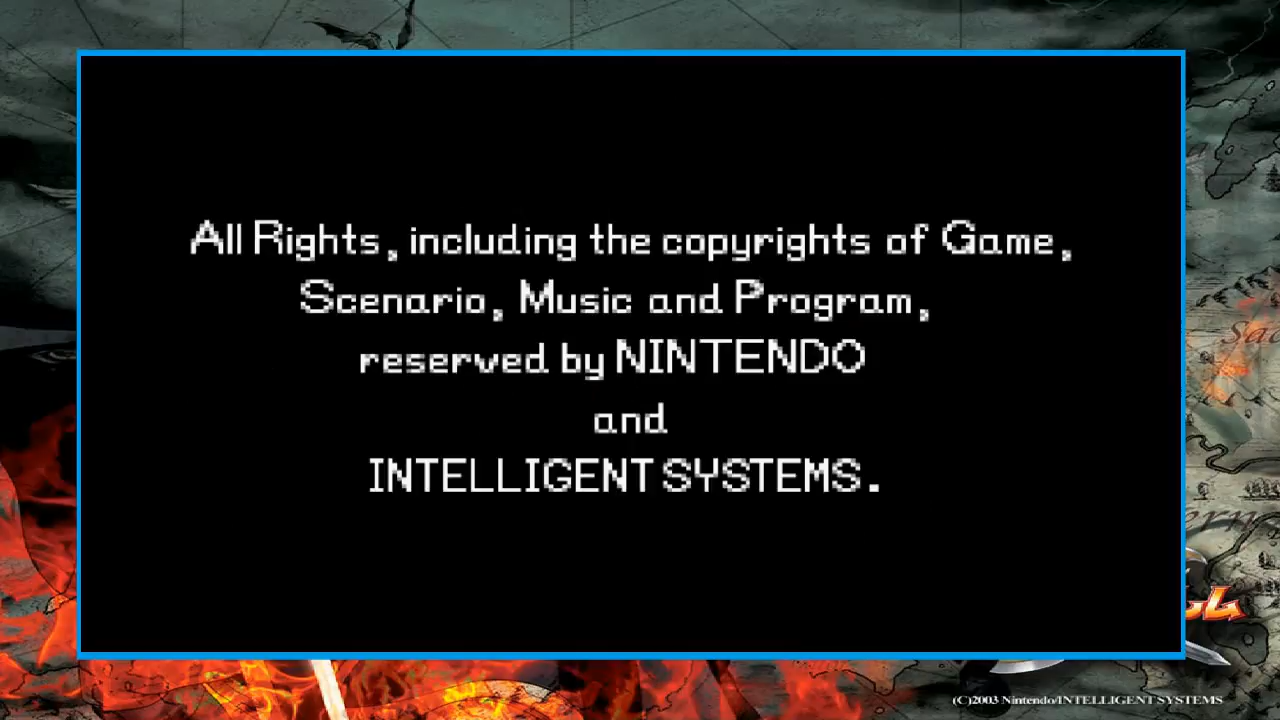 All Rights, including the copyrights of Game,
Scenario, Music and Program,
reserved by NINTENDO
and
INTELLIGENT SYSTEMS.
(C)2003 Nintendo/INTELLIGENT SYSTEMS